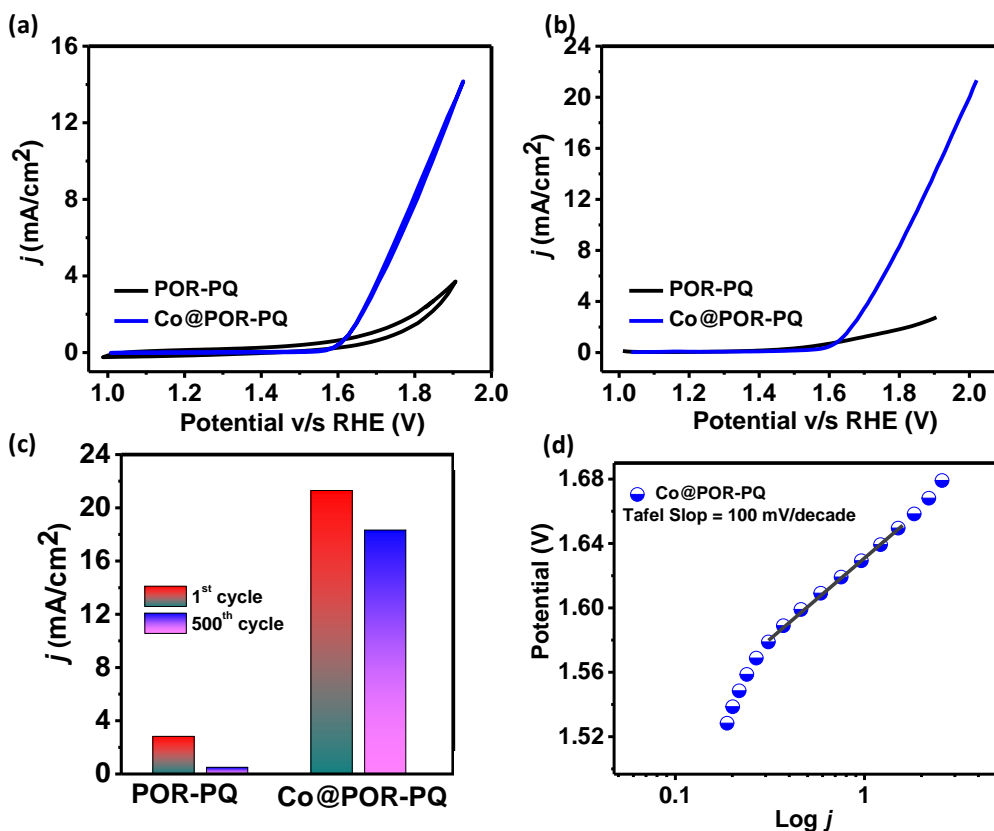 (a)
16
12
8
4
0
j (mA/cm2)
POR-PQ
Co@POR-PQ
1.0 1.2 1.4 1.6 1.8 2.0
Potential v/s RHE (V)
(b)
24
20
16
12
8
4
0
j (mA/cm2)
POR-PQ
Co@POR-PQ
1.0 1.2 1.4 1.6 1.8 2.0
Potential v/s RHE (V)
(c)
24
20
16
12
8
4
0
j (mA/cm2)
1st cycle
500th cycle
POR-PQ Co@POR-PQ
(d)
1.68
1.64
1.60
1.56
1.52
Potential (V)
Co@POR-PQ
Tafel Slop = 100 mV/decade
0.1 1
Log j